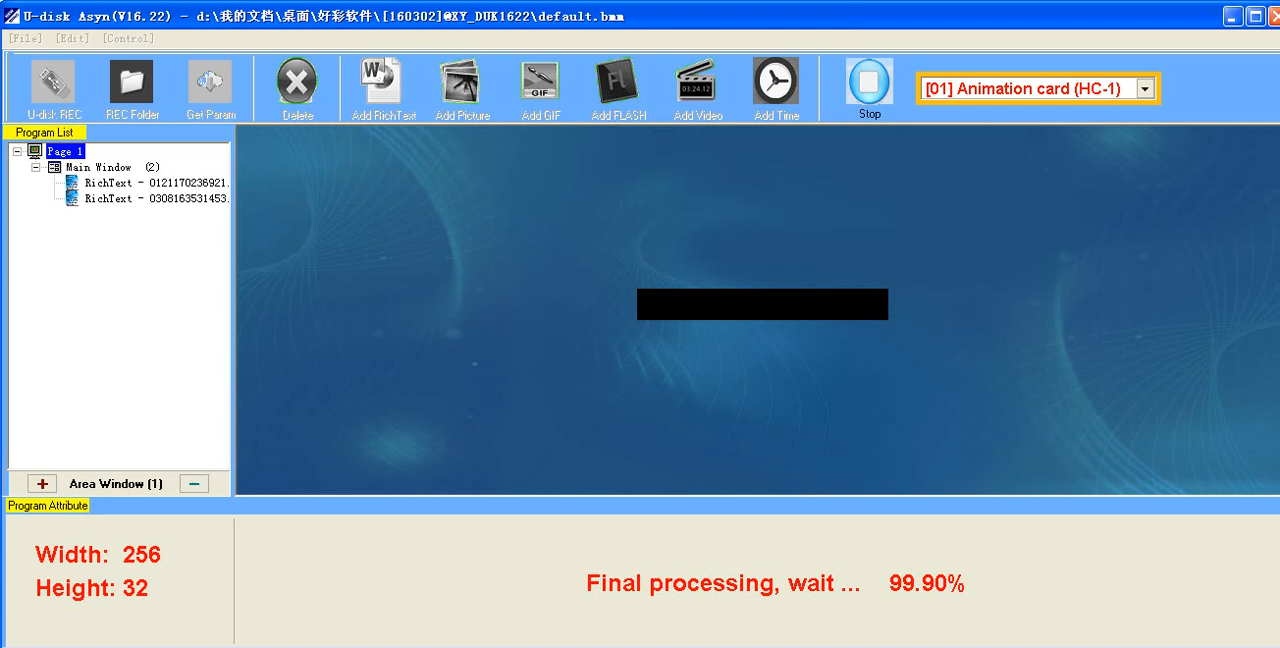 U-disk Asyn(V16.22) - d:\我的文档\桌面\好彩软件\[160302]@XY_DUK1622\default.bmm
[File] [Edit] [Control]
U-disk REC REC Folder Get Param Delete Add RichText Add Picture Add GIF Add FLASH Add Video Add Time Stop
[01] Animation card (HC-1)
W
GIF
Fl
03:24.12
Program List
Page 1
Main Window (2)
RichText - 0121170236921.
RichText - 0308163531453.
Area Window (1)
Program Attribute
Width: 256
Height: 32
Final processing, wait ... 99.90%